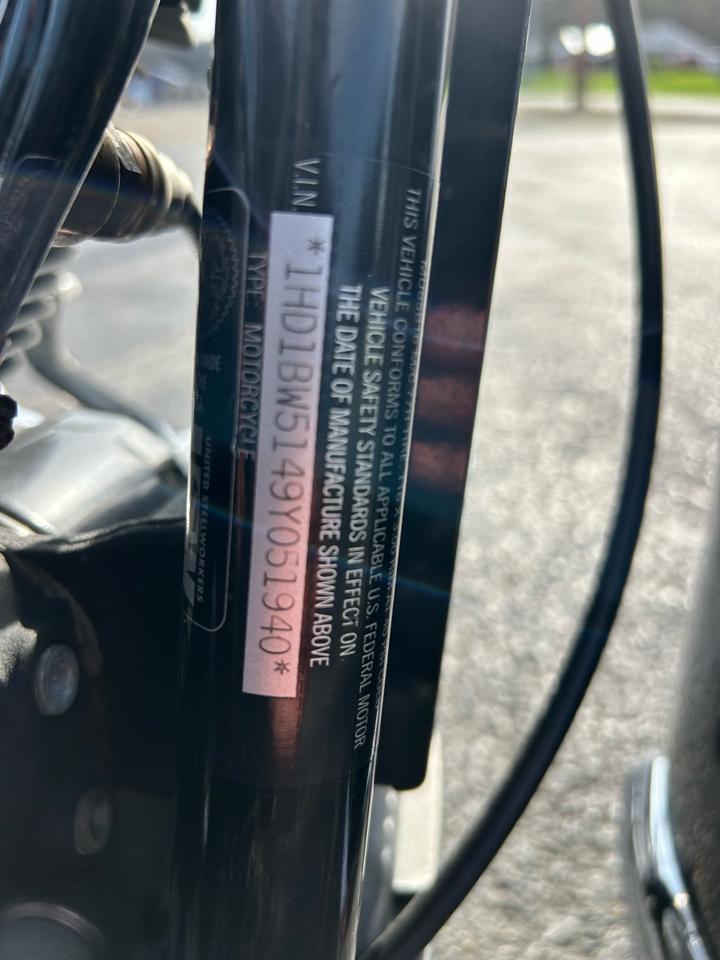 THIS VEHICLE CONFORMS TO ALL APPLICABLE U.S. FEDERAL MOTOR
VEHICLE SAFETY STANDARDS IN EFFECT ON
THE DATE OF MANUFACTURE SHOWN ABOVE
V.I.N. *1HD1BW5149Y051940*
TYPE: MOTORCYCLE
MADE
UNITED STEELWORKERS